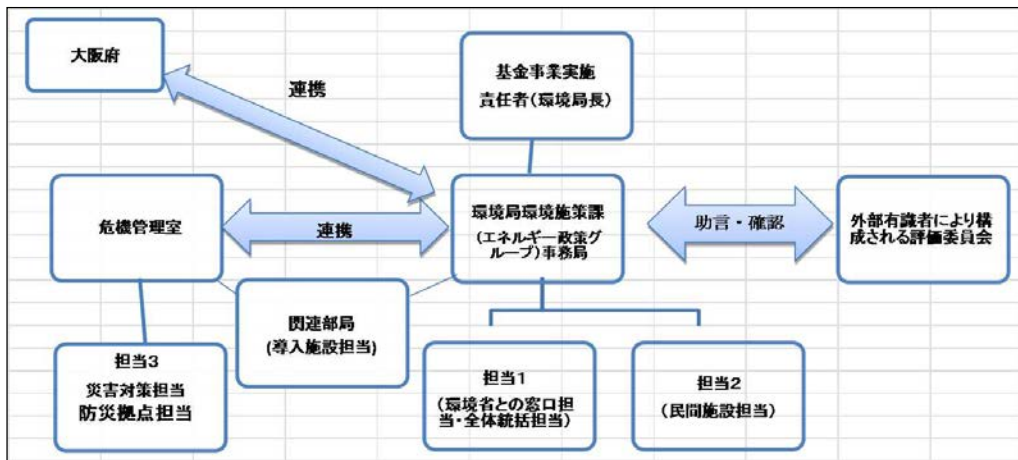 大阪府
連携
基金事業実施
責任者(環境局長)
危機管理室
連携
環境局環境施策課
(エネルギー政策グ
ループ)事務局
助言・確認
外部有識者により構
成される評価委員会
関連部局
(導入施設担当)
担当3
災害対策担当
防災拠点担当
担当1
(環境省との窓口担
当・全体統括担当)
担当2
(民間施設担当)